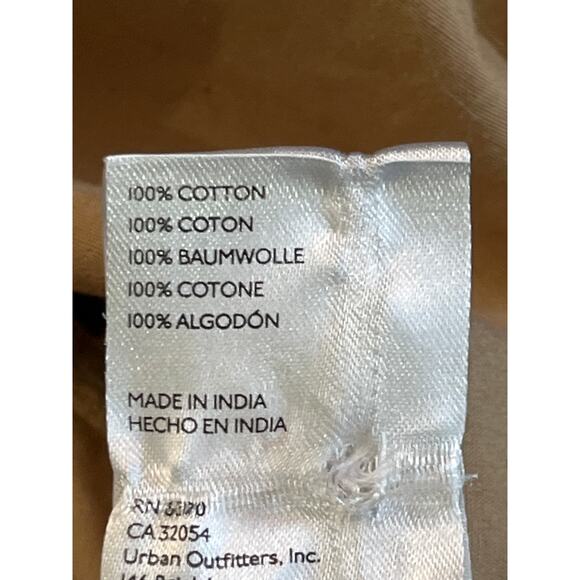 100% COTTON
100% COTON
100% BAUMWOLLE
100% COTONE
100% ALGODÓN
MADE IN INDIA
HECHO EN INDIA
RN
CA 32054
Urban Outfitters, Inc.